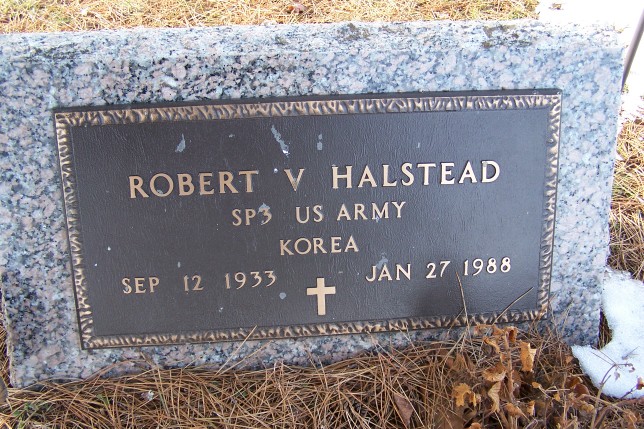 ROBERT V HALSTEAD
SP3 US ARMY
KOREA
SEP 12 1933 JAN 27 1988